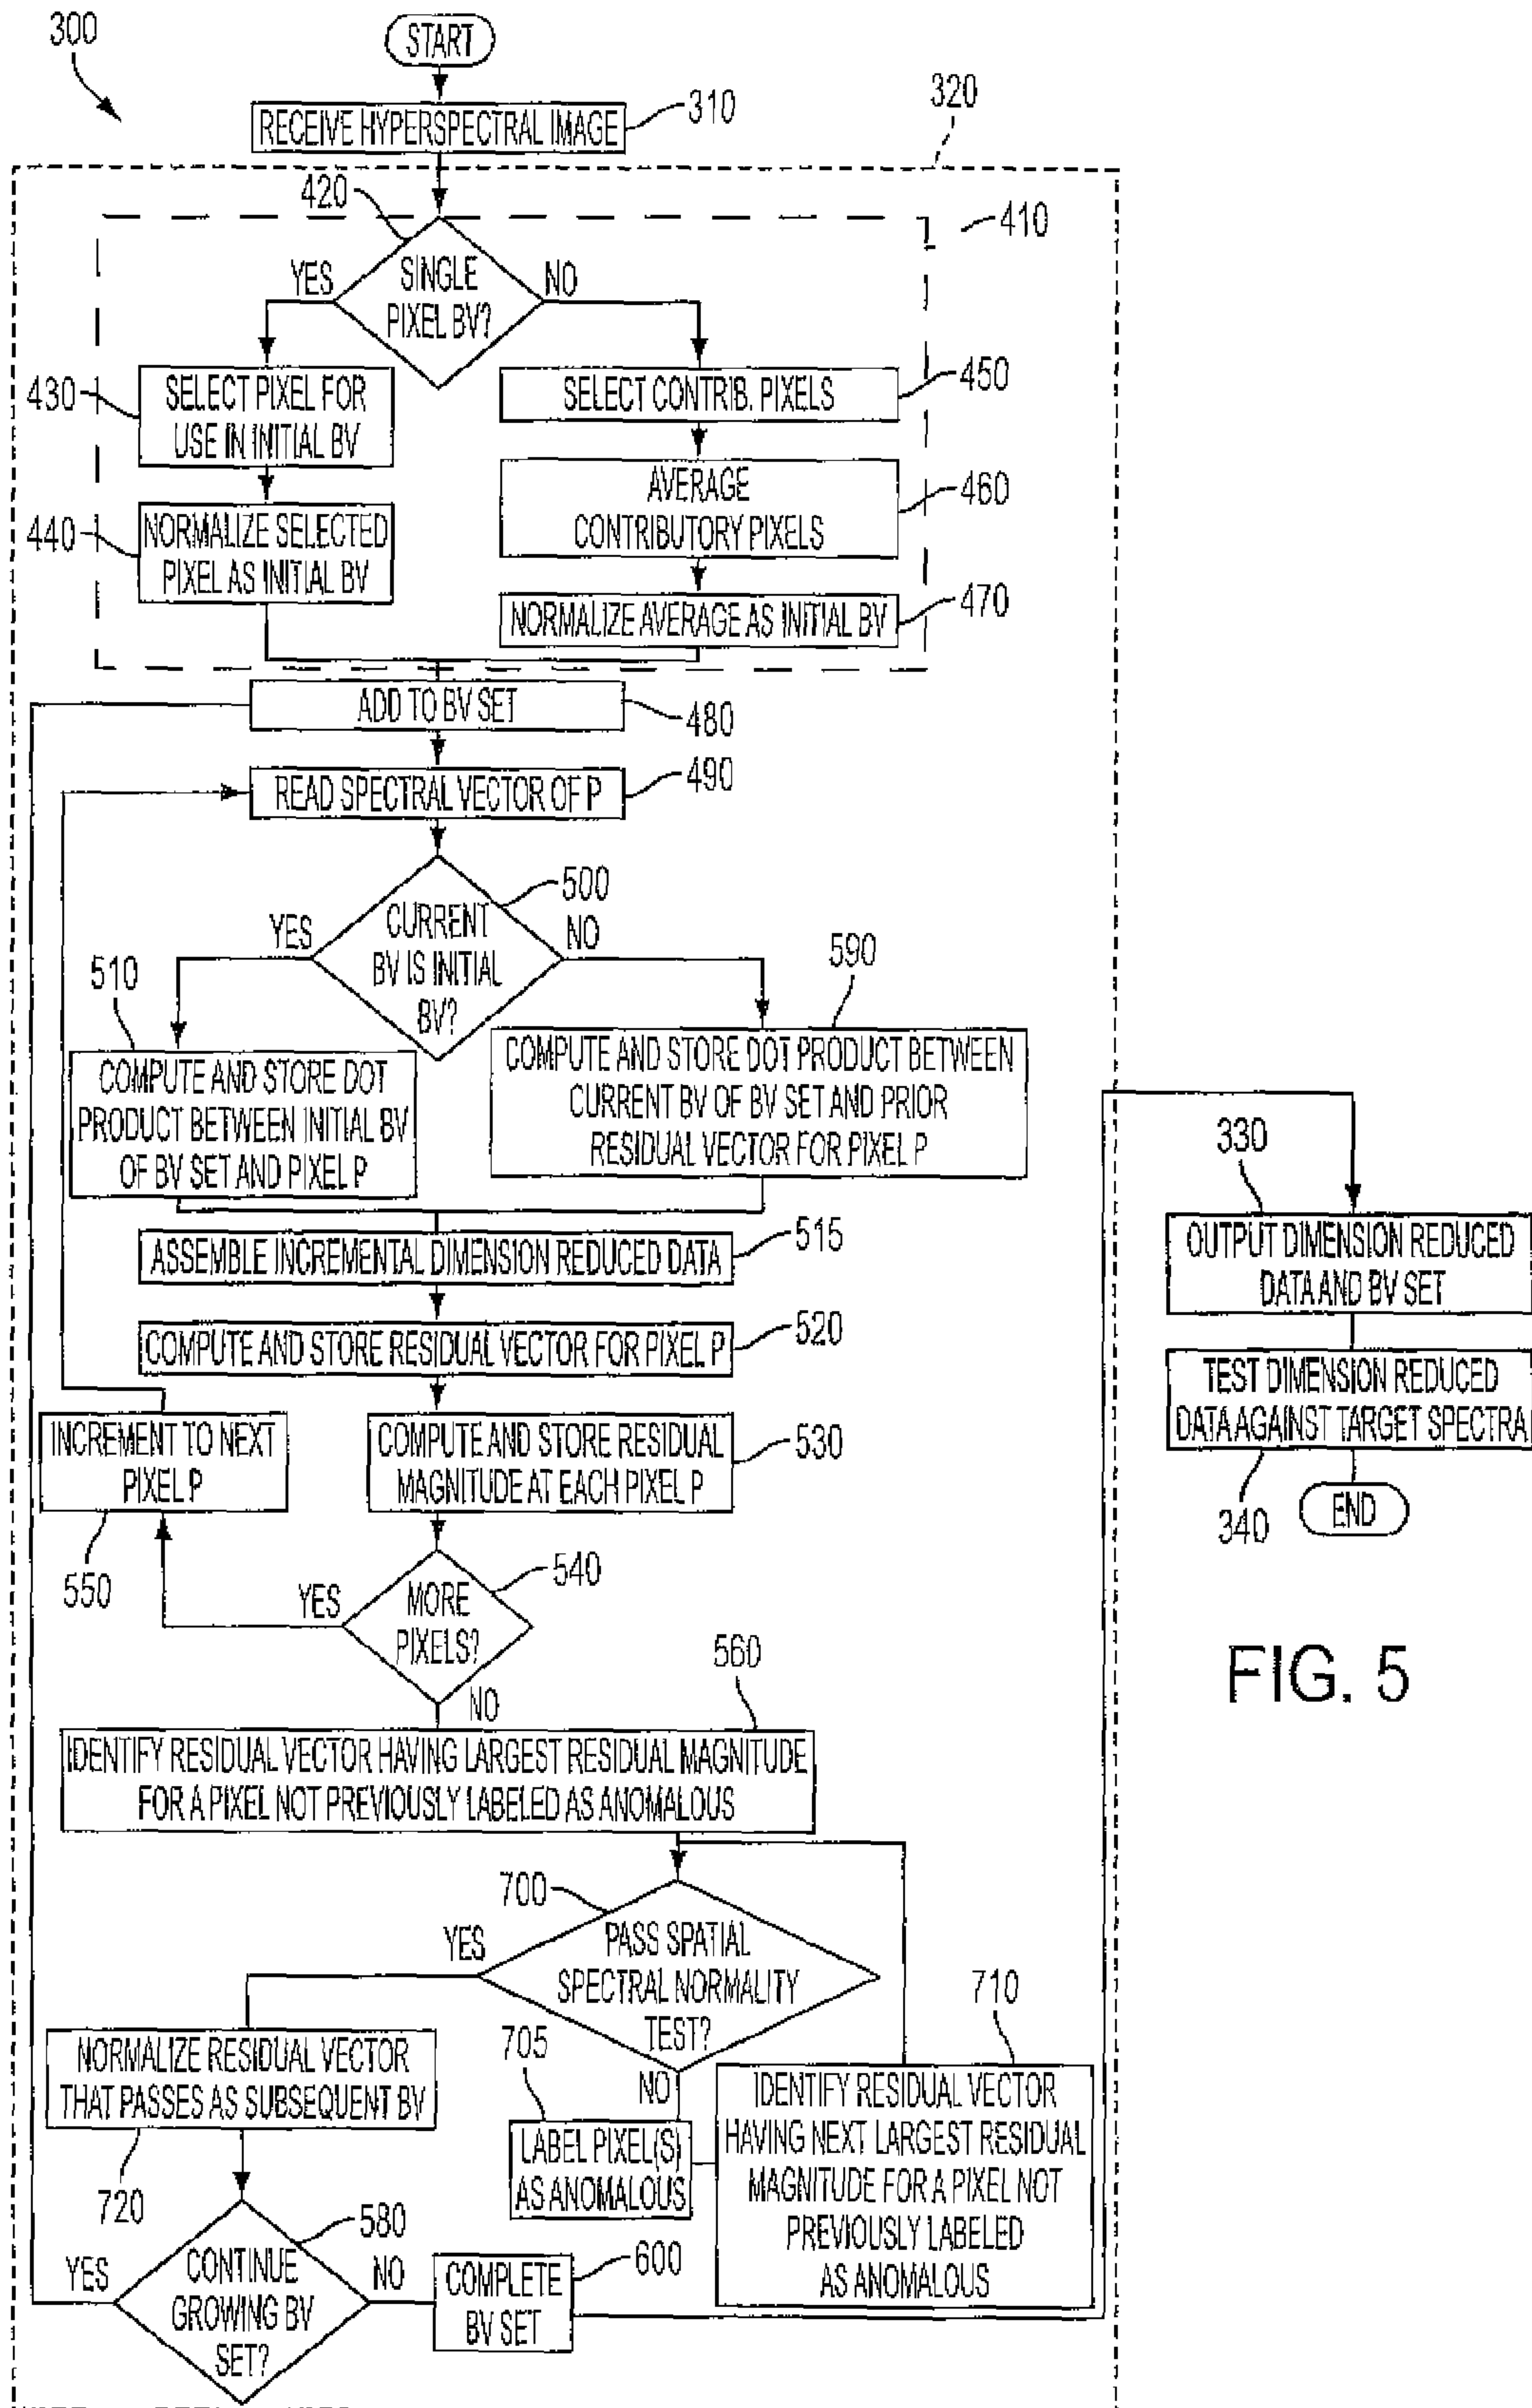 300
START
RECEIVE HYPERSPECTRAL IMAGE
310
320
420
410
YES
SINGLE
PIXEL BV?
NO
430
SELECT PIXEL FOR
USE IN INITIAL BV
SELECT CONTRIB. PIXELS
450
440
NORMALIZE SELECTED
PIXEL AS INITIAL BV
AVERAGE
CONTRIBUTORY PIXELS
460
NORMALIZE AVERAGE AS INITIAL BV
470
ADD TO BV SET
480
READ SPECTRAL VECTOR OF P
490
500
YES
CURRENT
BV IS INITIAL
BV?
NO
510
590
COMPUTE AND STORE DOT
PRODUCT BETWEEN INITIAL BV
OF BV SET AND PIXEL P
COMPUTE AND STORE DOT PRODUCT BETWEEN
CURRENT BV OF BV SET AND PRIOR
RESIDUAL VECTOR FOR PIXEL P
ASSEMBLE INCREMENTAL DIMENSION REDUCED DATA
515
COMPUTE AND STORE RESIDUAL VECTOR FOR PIXEL P
520
INCREMENT TO NEXT
PIXEL P
550
COMPUTE AND STORE RESIDUAL
MAGNITUDE AT EACH PIXEL P
530
540
YES
MORE
PIXELS?
NO
560
IDENTIFY RESIDUAL VECTOR HAVING LARGEST RESIDUAL MAGNITUDE
FOR A PIXEL NOT PREVIOUSLY LABELED AS ANOMALOUS
700
YES
PASS SPATIAL
SPECTRAL NORMALITY
TEST?
NO
705
LABEL PIXEL(S)
AS ANOMALOUS
710
IDENTIFY RESIDUAL VECTOR
HAVING NEXT LARGEST RESIDUAL
MAGNITUDE FOR A PIXEL NOT
PREVIOUSLY LABELED
AS ANOMALOUS
NORMALIZE RESIDUAL VECTOR
THAT PASSES AS SUBSEQUENT BV
720
580
YES
CONTINUE
GROWING BV
SET?
NO
COMPLETE
BV SET
600
330
OUTPUT DIMENSION REDUCED
DATA AND BV SET
TEST DIMENSION REDUCED
DATA AGAINST TARGET SPECTRA
340
END
FIG. 5